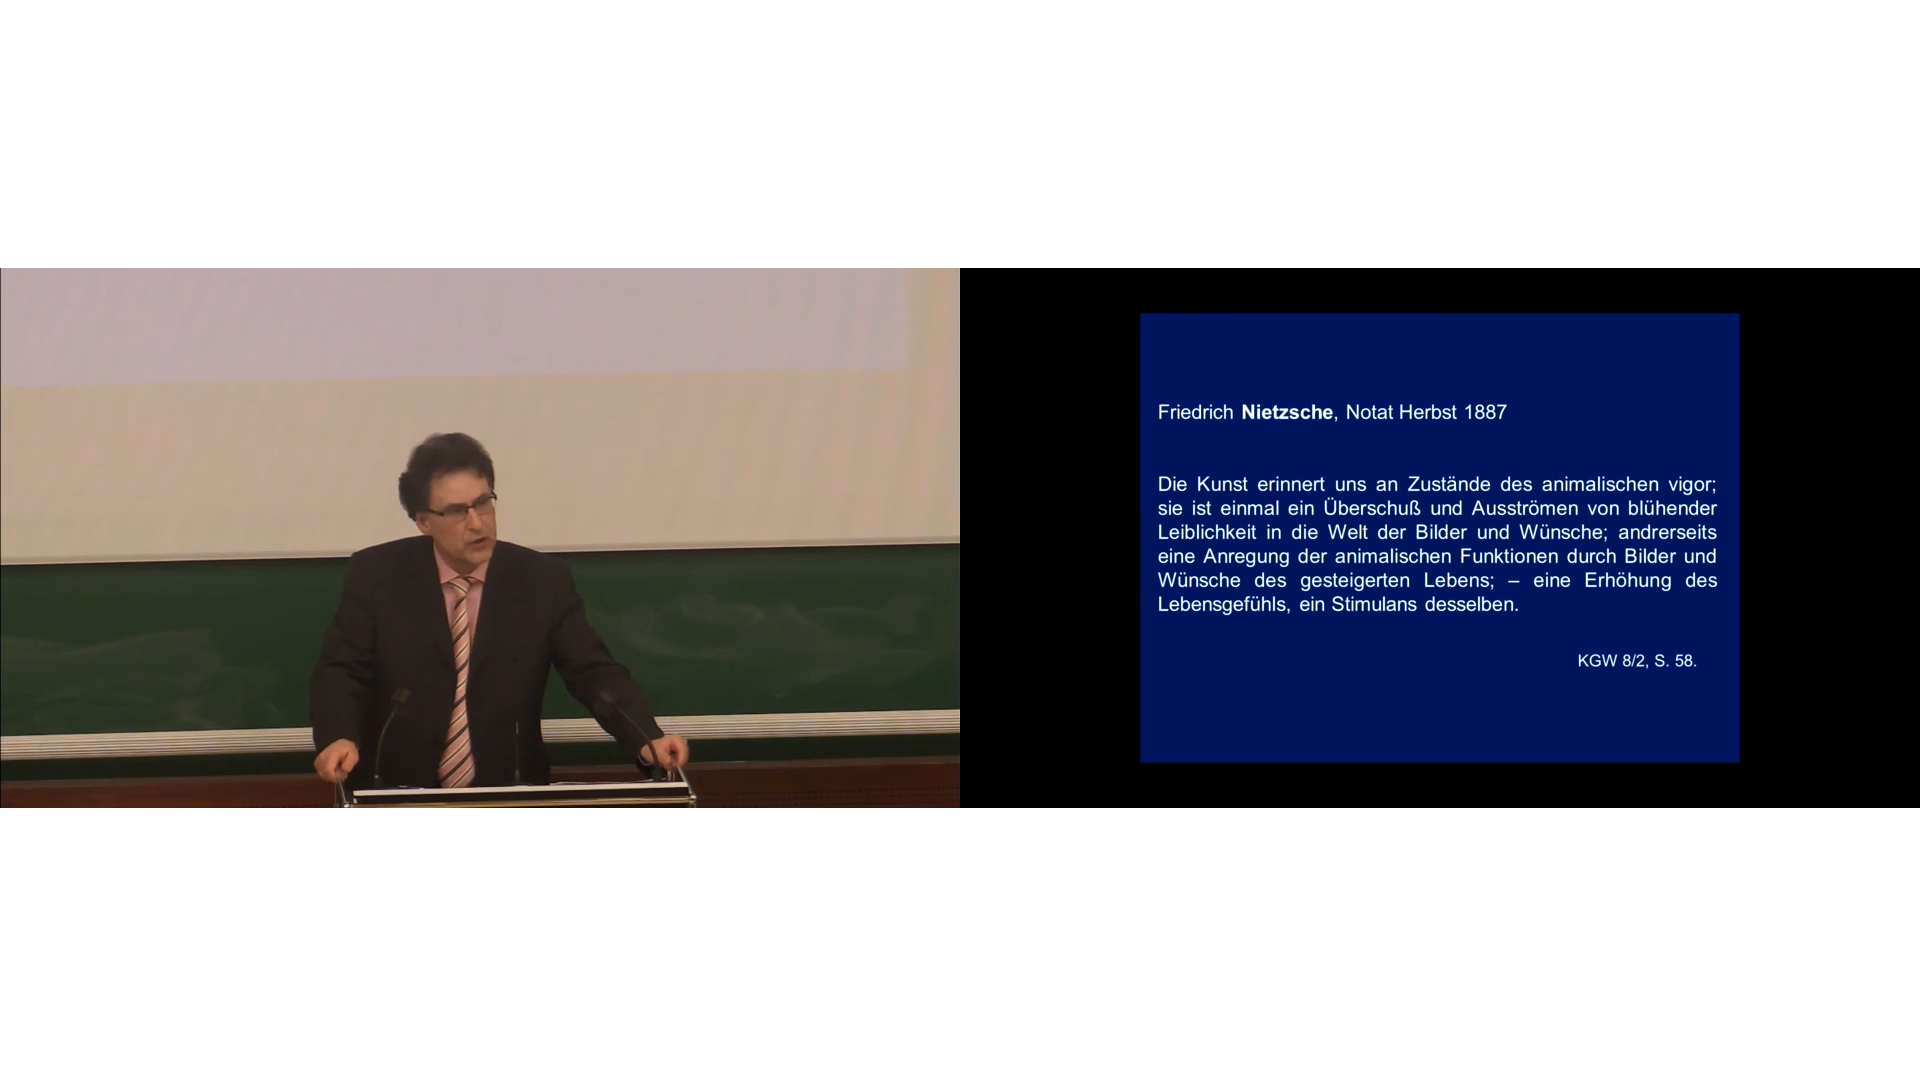 Friedrich Nietzsche, Notat Herbst 1887
Die Kunst erinnert uns an Zustände des animalischen vigor;
sie ist einmal ein Überschuß und Ausströmen von blühender
Leiblichkeit in die Welt der Bilder und Wünsche; andrerseits
eine Anregung der animalischen Funktionen durch Bilder und
Wünsche des gesteigerten Lebens; – eine Erhöhung des
Lebensgefühls, ein Stimulans desselben.
KGW 8/2, S. 58.